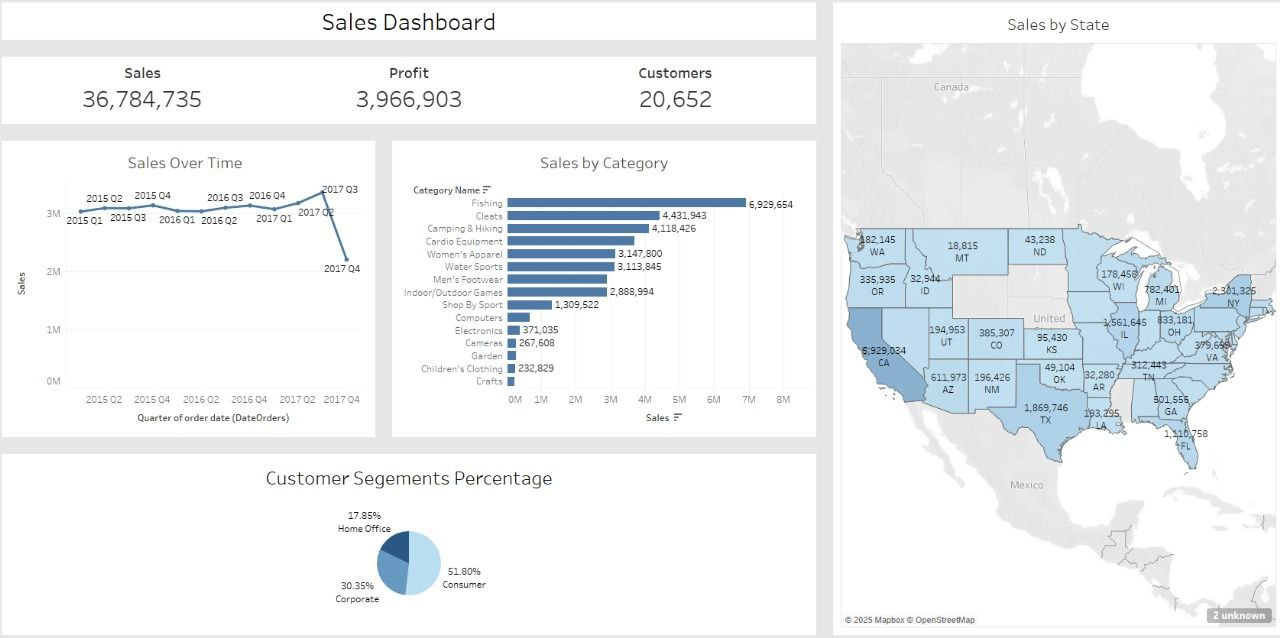 Sales Dashboard
Sales
36,784,735
Profit
3,966,903
Customers
20,652
Sales Over Time
Sales
3M
2M
1M
0M
2015 Q1
2015 Q2
2015 Q3
2015 Q4
2016 Q1
2016 Q2
2016 Q3
2016 Q4
2017 Q1
2017 Q2
2017 Q3
2017 Q4
2015 Q2
2015 Q4
2016 Q2
2016 Q4
2017 Q2
2017 Q4
Quarter of order date (DateOrders)
Sales by Category
Category Name
Fishing 6,929,654
Cleats 4,431,943
Camping & Hiking 4,118,426
Cardio Equipment
Women's Apparel 3,147,800
Water Sports 3,113,845
Men's Footwear
Indoor/Outdoor Games 2,888,994
Shop By Sport 1,309,522
Computers
Electronics 371,035
Cameras 267,608
Garden
Children's Clothing 232,829
Crafts
0M 1M 2M 3M 4M 5M 6M 7M 8M
Sales
Customer Segements Percentage
17.85%
Home Office
51.80%
Consumer
30.35%
Corporate
Sales by State
Canada
United
Mexico
182,145
WA
18,815
MT
43,238
ND
335,935
OR
32,944
ID
178,458
WI
782,401
MI
2,301,325
NY
5,929,034
CA
194,953
UT
385,307
CO
95,430
KS
1,561,645
IL
833,181
OH
379,699
VA
611,973
AZ
196,426
NM
49,104
OK
32,280
AR
312,443
TN
1,869,746
TX
193,295
LA
501,556
GA
1,110,758
FL
© 2025 Mapbox © OpenStreetMap
2 unknown